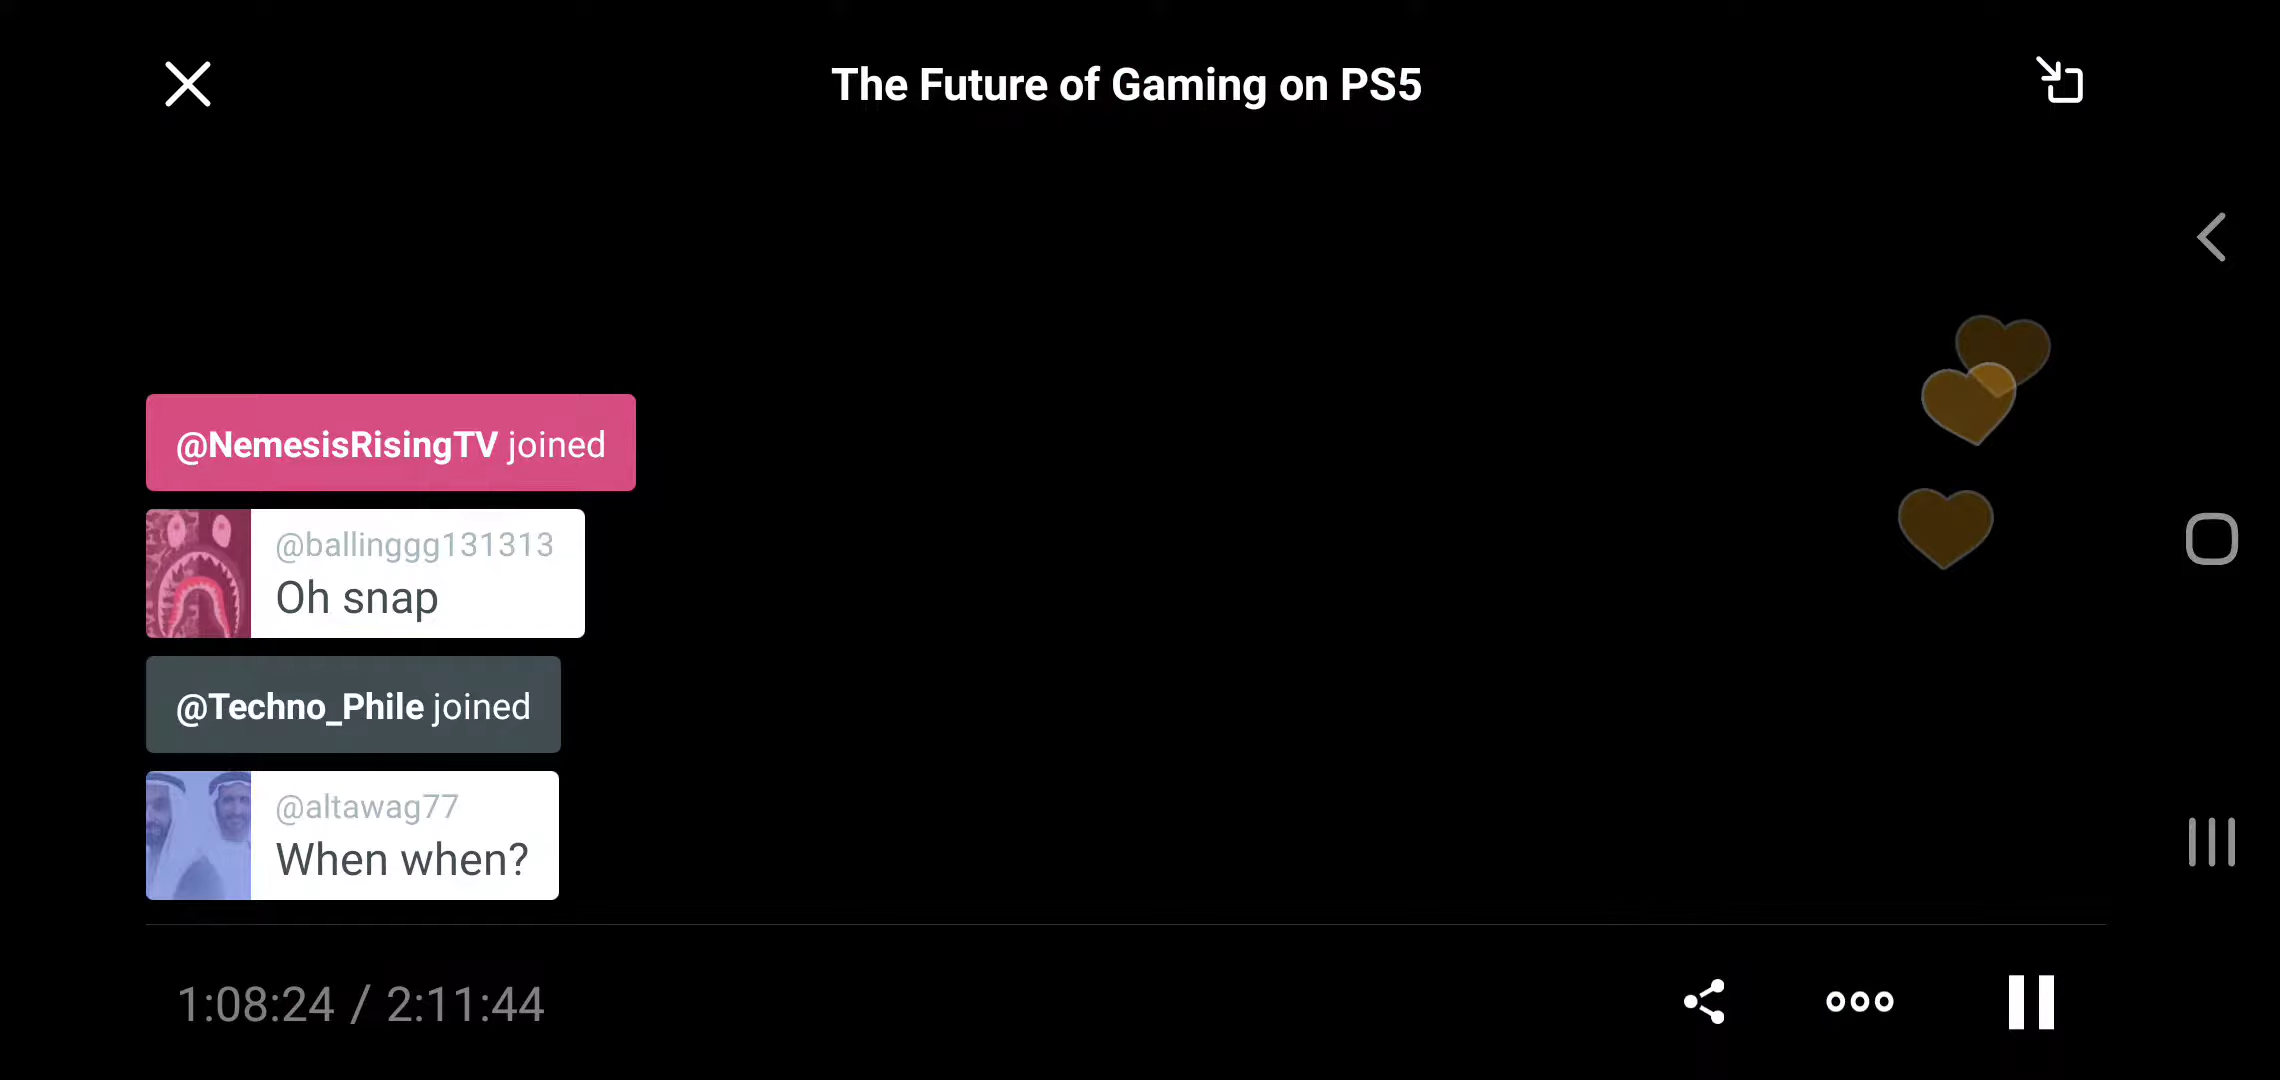 The Future of Gaming on PS5
@NemesisRisingTV joined
@ballinggg131313
Oh snap
@Techno_Phile joined
@altawag77
When when?
1:08:24 / 2:11:44